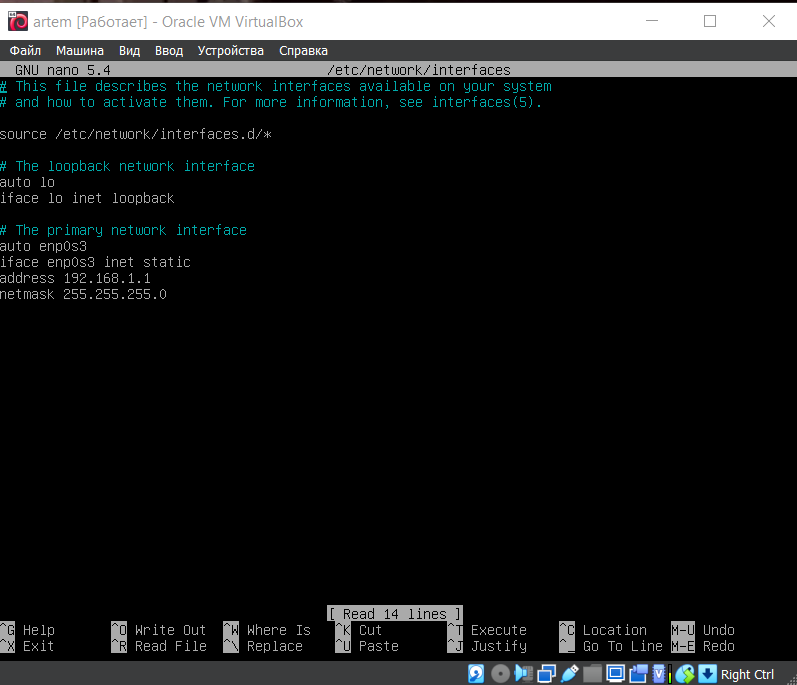 artem [Работает] - Oracle VM VirtualBox
Файл Машина Вид Ввод Устройства Справка
GNU nano 5.4 /etc/network/interfaces
# This file describes the network interfaces available on your system
# and how to activate them. For more information, see interfaces(5).
source /etc/network/interfaces.d/*
# The loopback network interface
auto lo
iface lo inet loopback
# The primary network interface
auto enp0s3
iface enp0s3 inet static
address 192.168.1.1
netmask 255.255.255.0
[ Read 14 lines ]
^G Help ^O Write Out ^W Where Is ^K Cut ^T Execute ^C Location M-U Undo
^X Exit ^R Read File ^\ Replace ^U Paste ^J Justify ^_ Go To Line M-E Redo
Right Ctrl